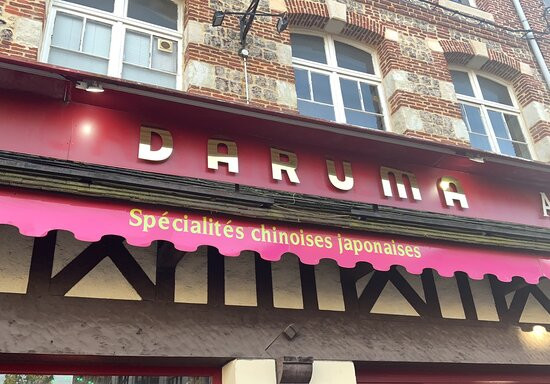 DARUMA A
Spécialités chinoises japonaises